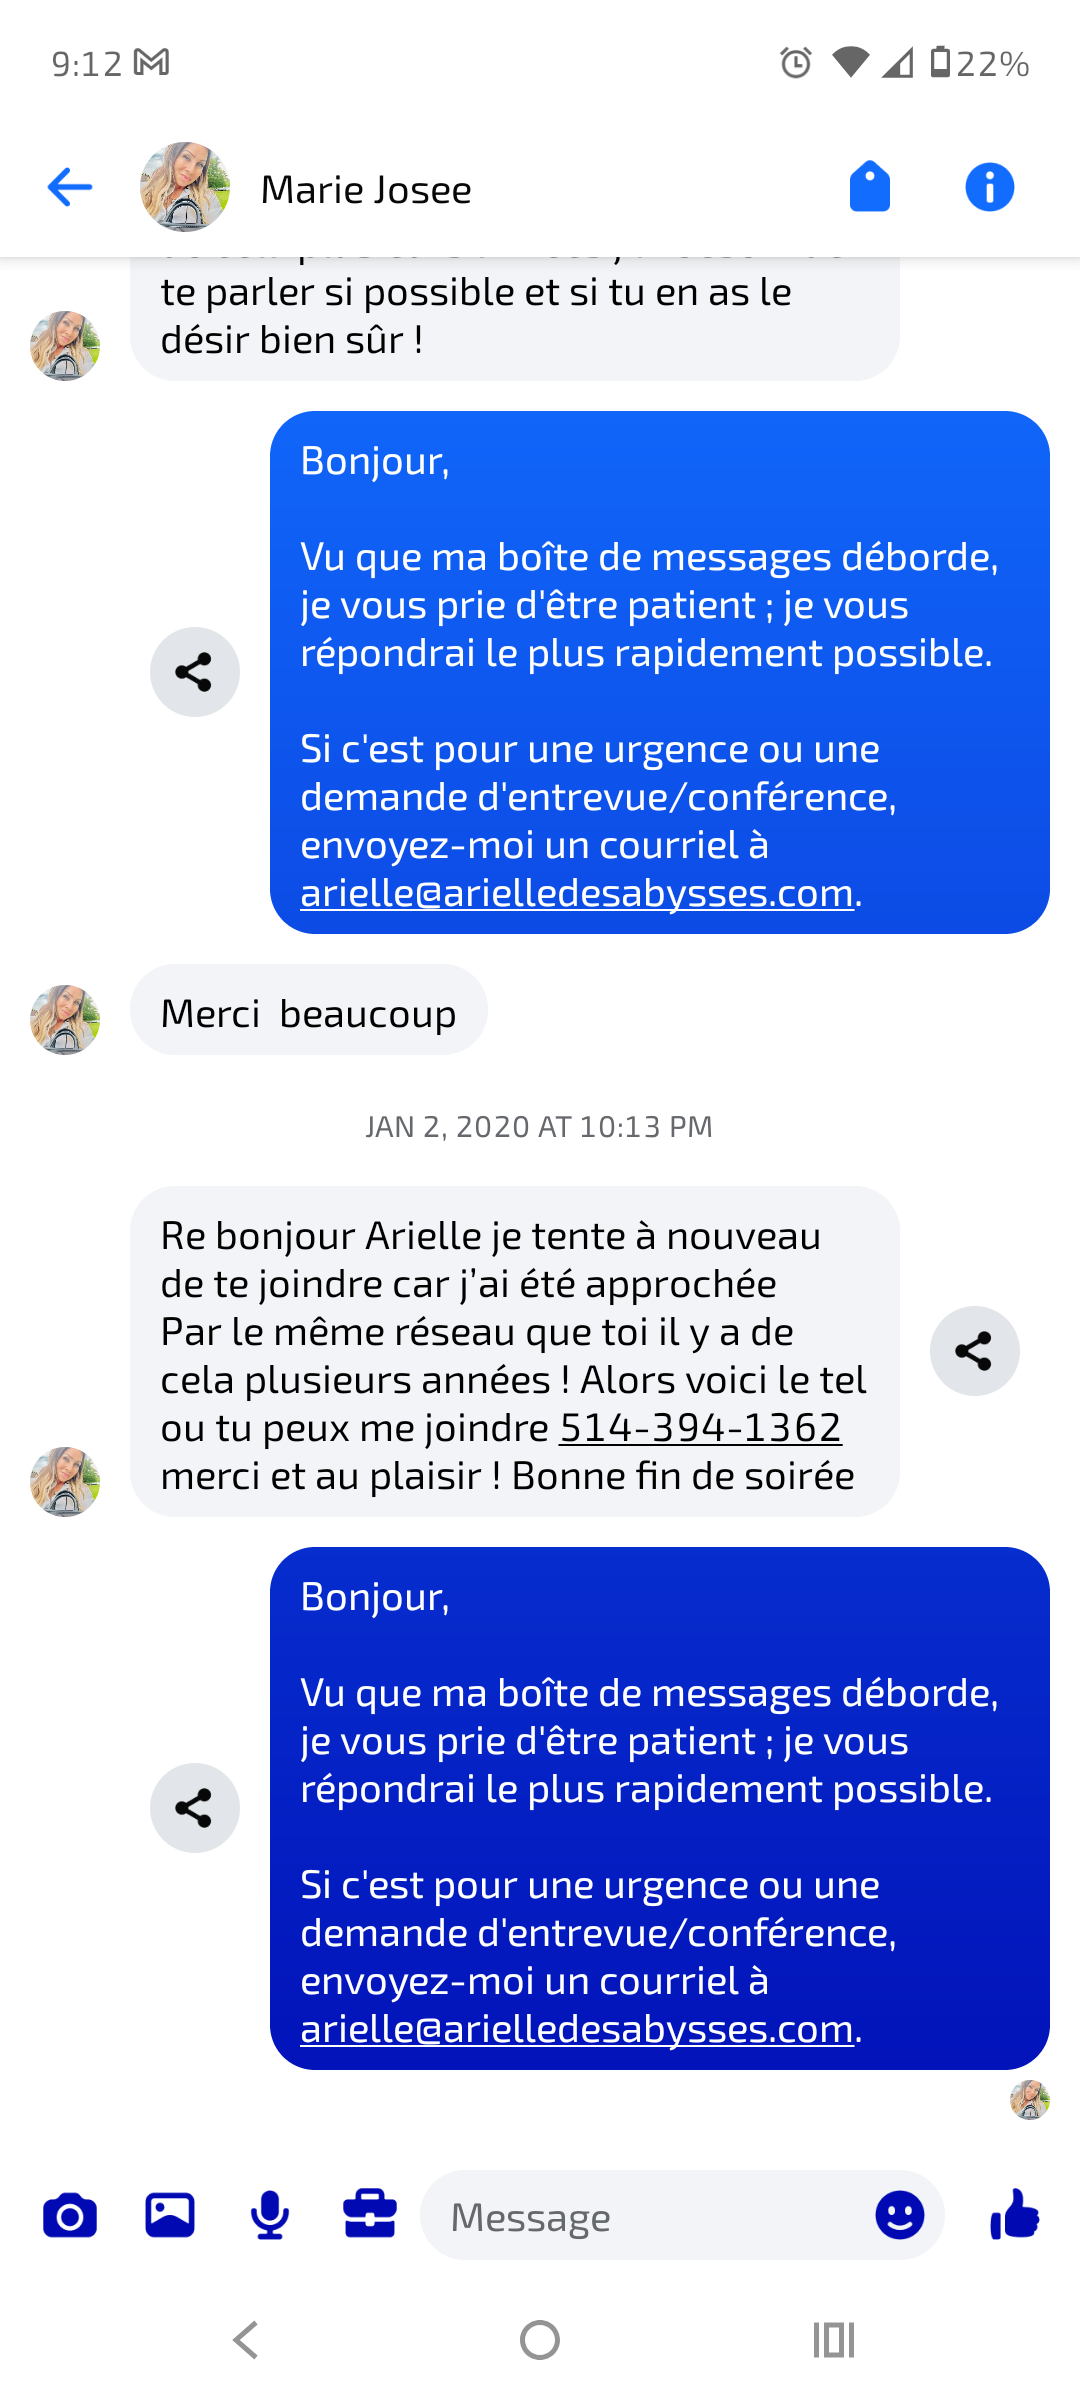 9:12
22%
Marie Josee
te parler si possible et si tu en as le
désir bien sûr !
Bonjour,
Vu que ma boîte de messages déborde,
je vous prie d'être patient ; je vous
répondrai le plus rapidement possible.
Si c'est pour une urgence ou une
demande d'entrevue/conférence,
envoyez-moi un courriel à
arielle@arielledesabysses.com.
Merci  beaucoup
JAN 2, 2020 AT 10:13 PM
Re bonjour Arielle je tente à nouveau
de te joindre car j’ai été approchée
Par le même réseau que toi il y a de
cela plusieurs années ! Alors voici le tel
ou tu peux me joindre 514-394-1362
merci et au plaisir ! Bonne fin de soirée
Bonjour,
Vu que ma boîte de messages déborde,
je vous prie d'être patient ; je vous
répondrai le plus rapidement possible.
Si c'est pour une urgence ou une
demande d'entrevue/conférence,
envoyez-moi un courriel à
arielle@arielledesabysses.com.
Message